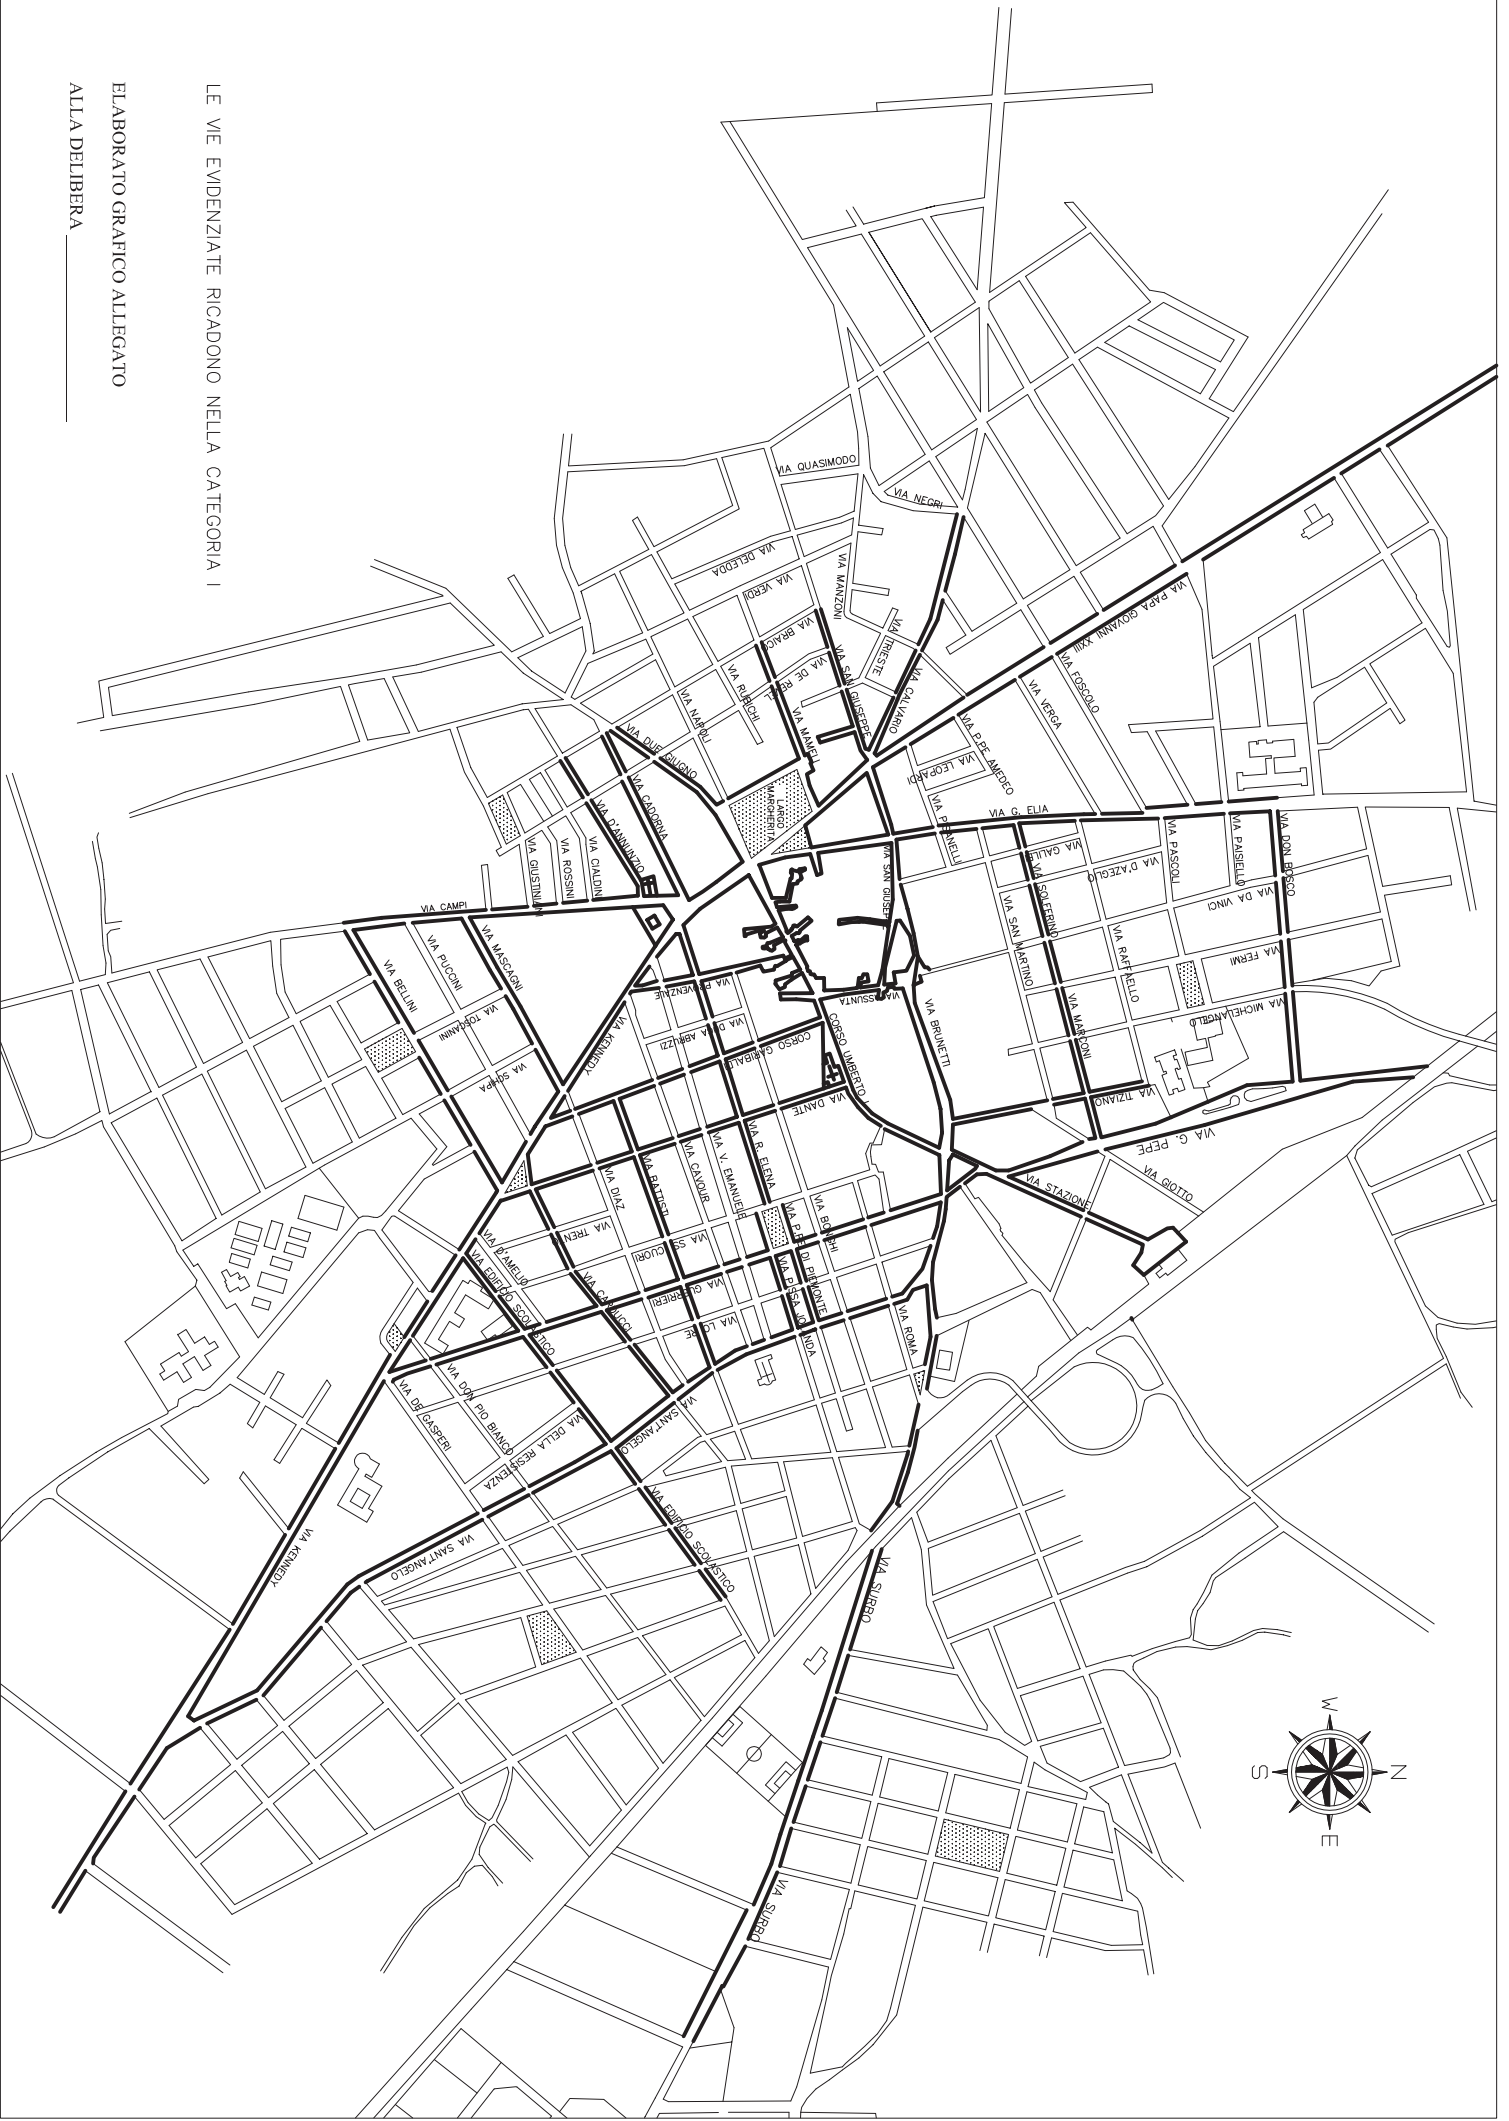 LE VIE EVIDENZIATE RICADONO NELLA CATEGORIA I
ELABORATO GRAFICO ALLEGATO
ALLA DELIBERA
VIA QUASIMODO
VIA NEGRI
VIA DELEDDA
VIA VERDI
VIA MANZONI
VIA TRIESTE
VIA BRAICO
VIA SAN GIUSEPPE
VIA CALVARIO
VIA PAPA GIOVANNI XXIII
VIA FOSCOLO
VIA VERGA
VIA P.PE AMEDEO
VIA LEOPARDI
VIA RUBICHI
VIA NAPOLI
VIA MAMELI
VIA DUE GIUGNO
LARGO
MARGHERITA
VIA CADORNA
VIA D'ANNUNZIO
VIA CIALDINI
VIA ROSSINI
VIA GIUSTINIANI
VIA CAMPI
VIA G. ELIA
VIA PISANELLI
VIA GALILEI
VIA D'AZEGLIO
VIA PASCOLI
VIA PAISIELLO
VIA DON BOSCO
VIA DA VINCI
VIA SOLFERINO
VIA SAN MARTINO
VIA RAFFAELLO
VIA FERMI
VIA MICHELANGELO
VIA MARCONI
VIA TIZIANO
VIA G. PEPE
VIA GIOTTO
VIA STAZIONE
VIA SAN GIUSEPPE
VIA ASSUNTA
VIA BRUNETTI
CORSO UMBERTO I
VIA MASCAGNI
VIA PUCCINI
VIA BELLINI
VIA TOSCANINI
VIA SCHIPA
VIA KENNEDY
VIA PROVENZALE
VIA DUCA ABRUZZI
CORSO GARIBALDI
VIA DANTE
VIA R. ELENA
VIA V. EMANUELE
VIA CAVOUR
VIA BATTISTI
VIA DIAZ
VIA BONGHI
VIA P.PE DI PIEMONTE
VIA P.SSA JOLANDA
VIA TRENTO
VIA SS. CUORI
VIA GUERRIERI
VIA CARDUCCI
VIA D'AMELIO
VIA EDIFICIO SCOLASTICO
VIA ROMA
VIA DON PIO BIANCO
VIA DE GASPERI
VIA DELLA RESISTENZA
VIA SANT'ANGELO
VIA EDIFICIO SCOLASTICO
VIA SANT'ANGELO
VIA KENNEDY
VIA SURBO
VIA SURBO
N
W
E
S